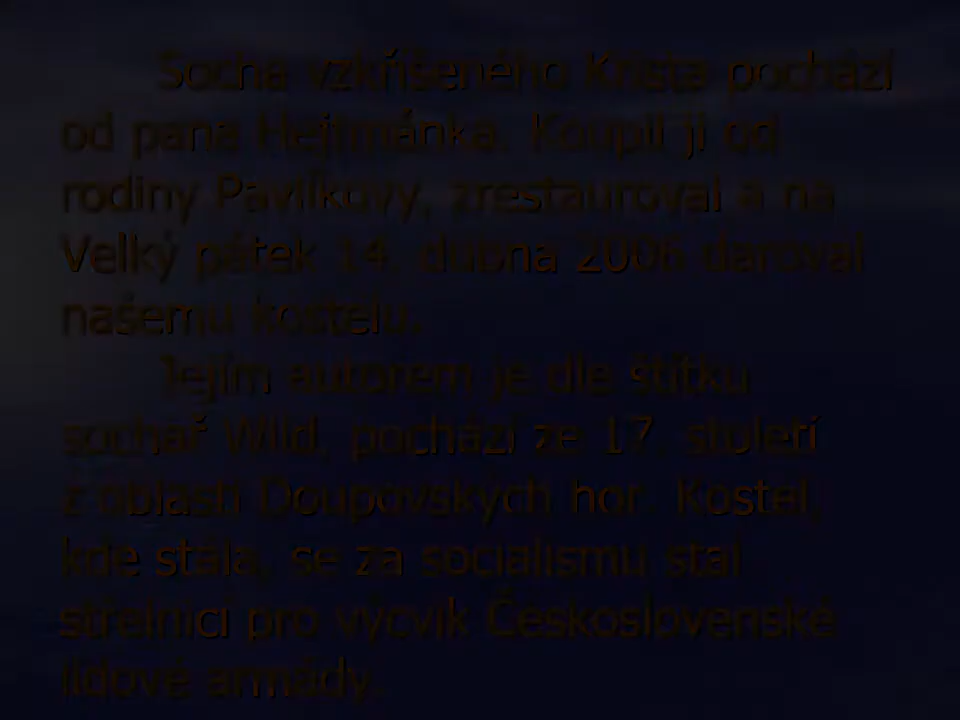 Socha vzkříšeného Krista pochází
od pana Hejtmánka. Koupil ji od
rodiny Pavlíkovy, zrestauroval a na
Velký pátek 14. dubna 2006 daroval
našemu kostelu.
Jejím autorem je dle štítku
sochař Wild, pochází ze 17. století
z oblasti Doupovských hor. Kostel,
kde stála, se za socialismu stal
střelnicí pro výcvik Československé
lidové armády.